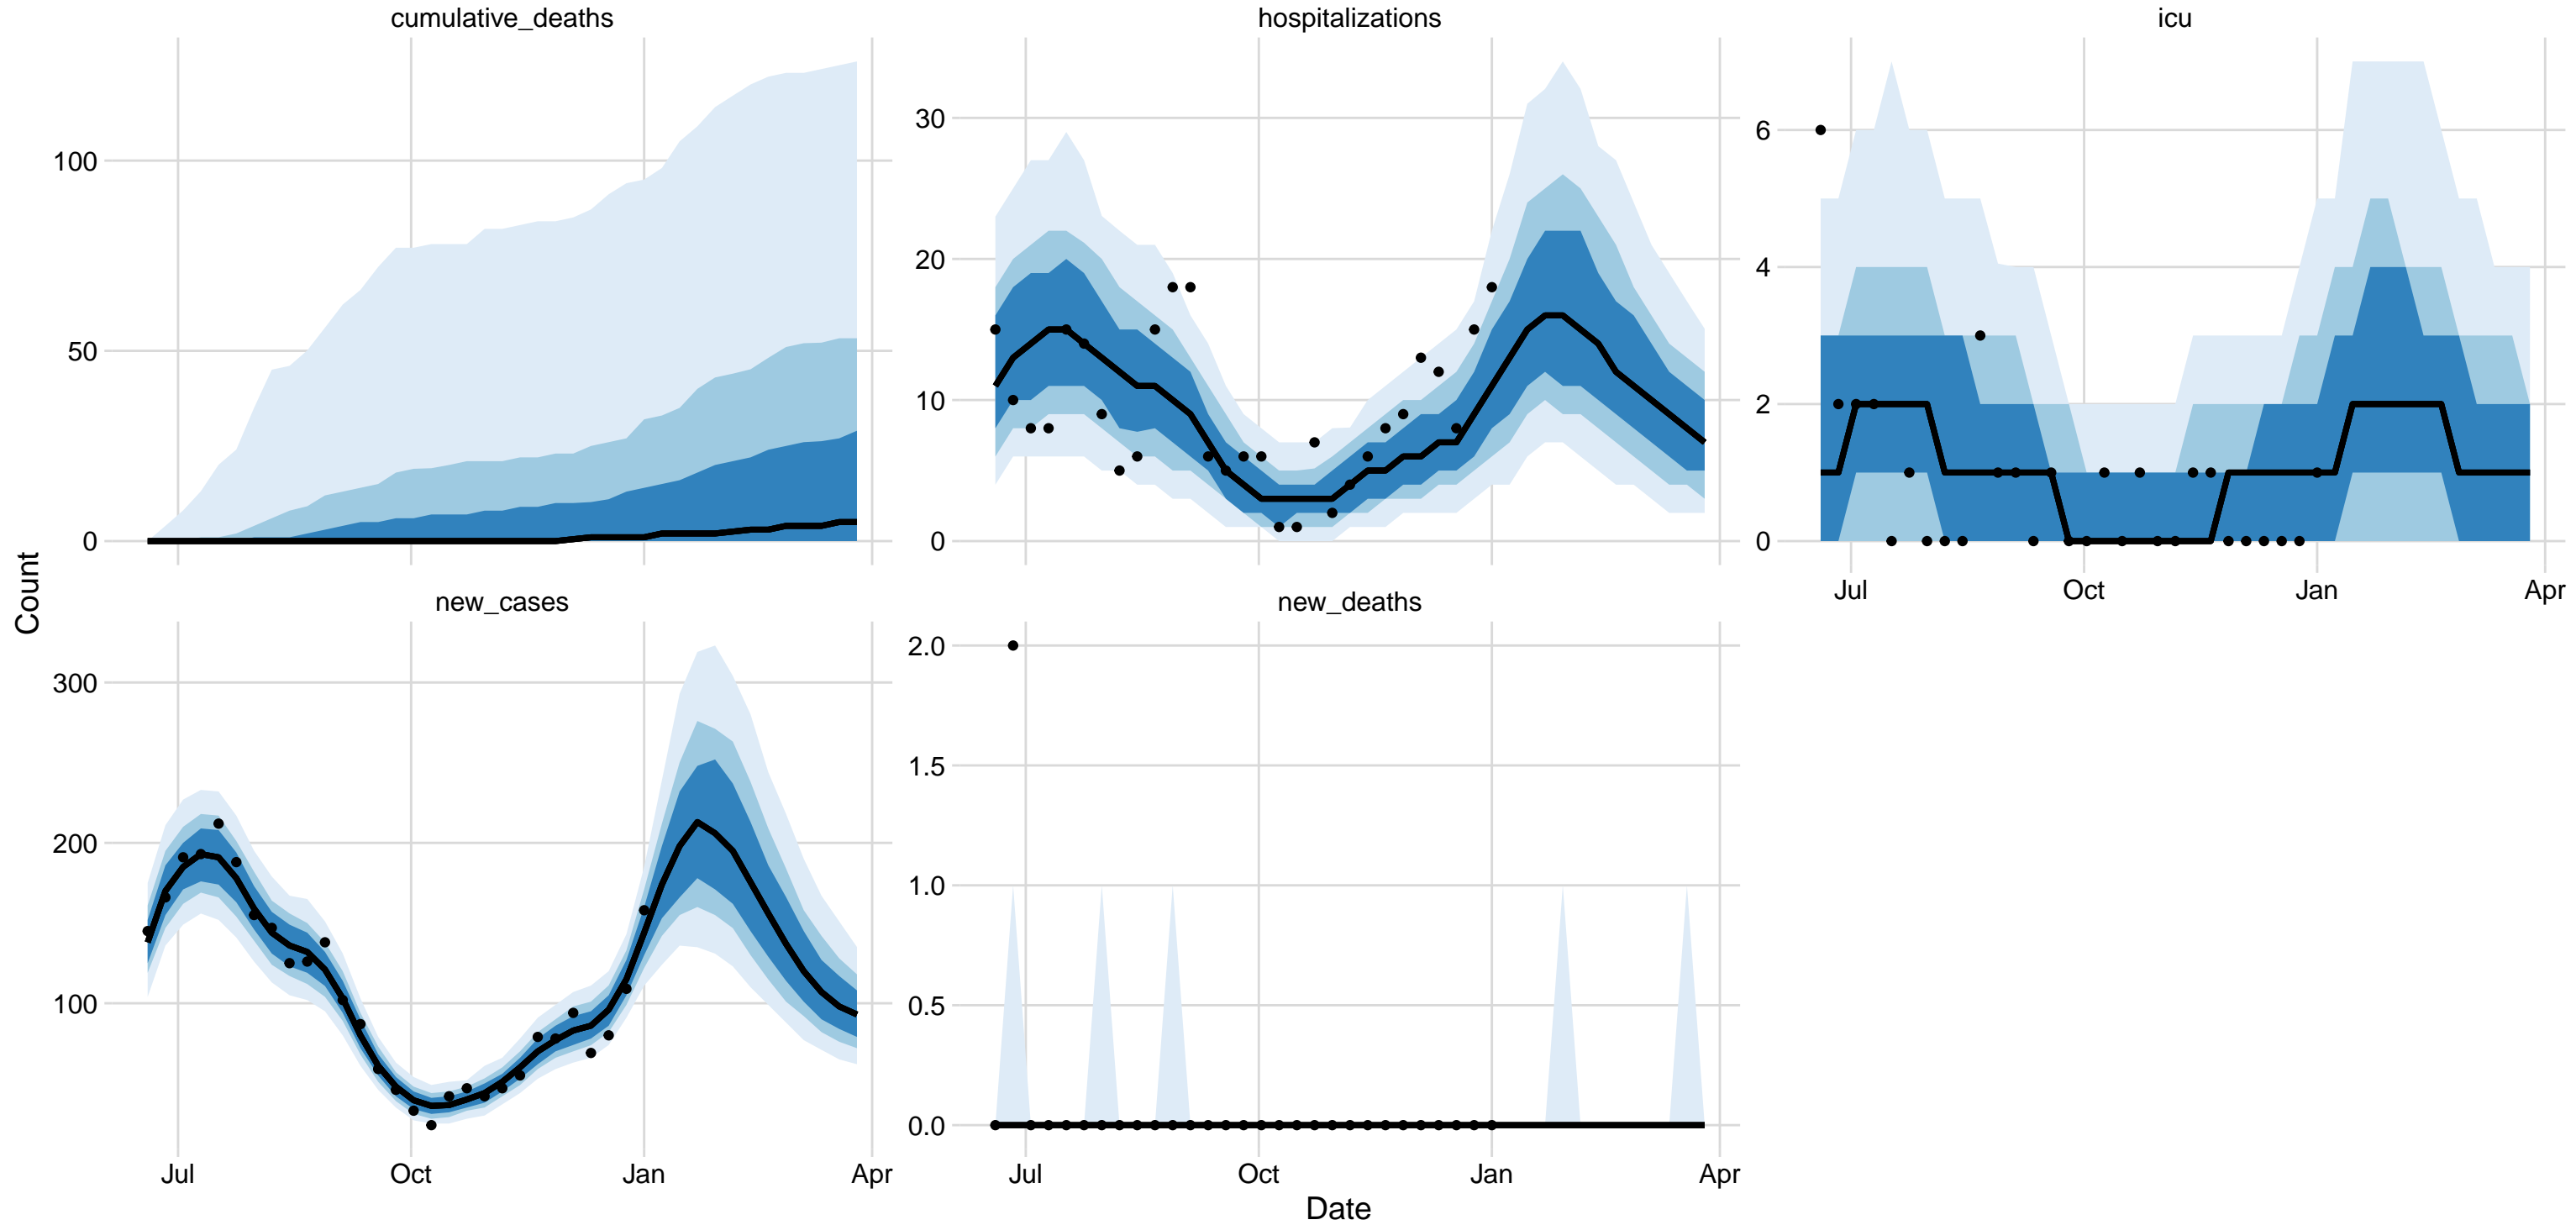 cumulative_deaths
hospitalizations
icu
100
50
0
30
20
10
0
6
4
2
0
Jul Oct Jan Apr
Count
new_cases
new_deaths
300
200
100
2.0
1.5
1.0
0.5
0.0
Jul Oct Jan Apr
Jul Oct Jan Apr
Date